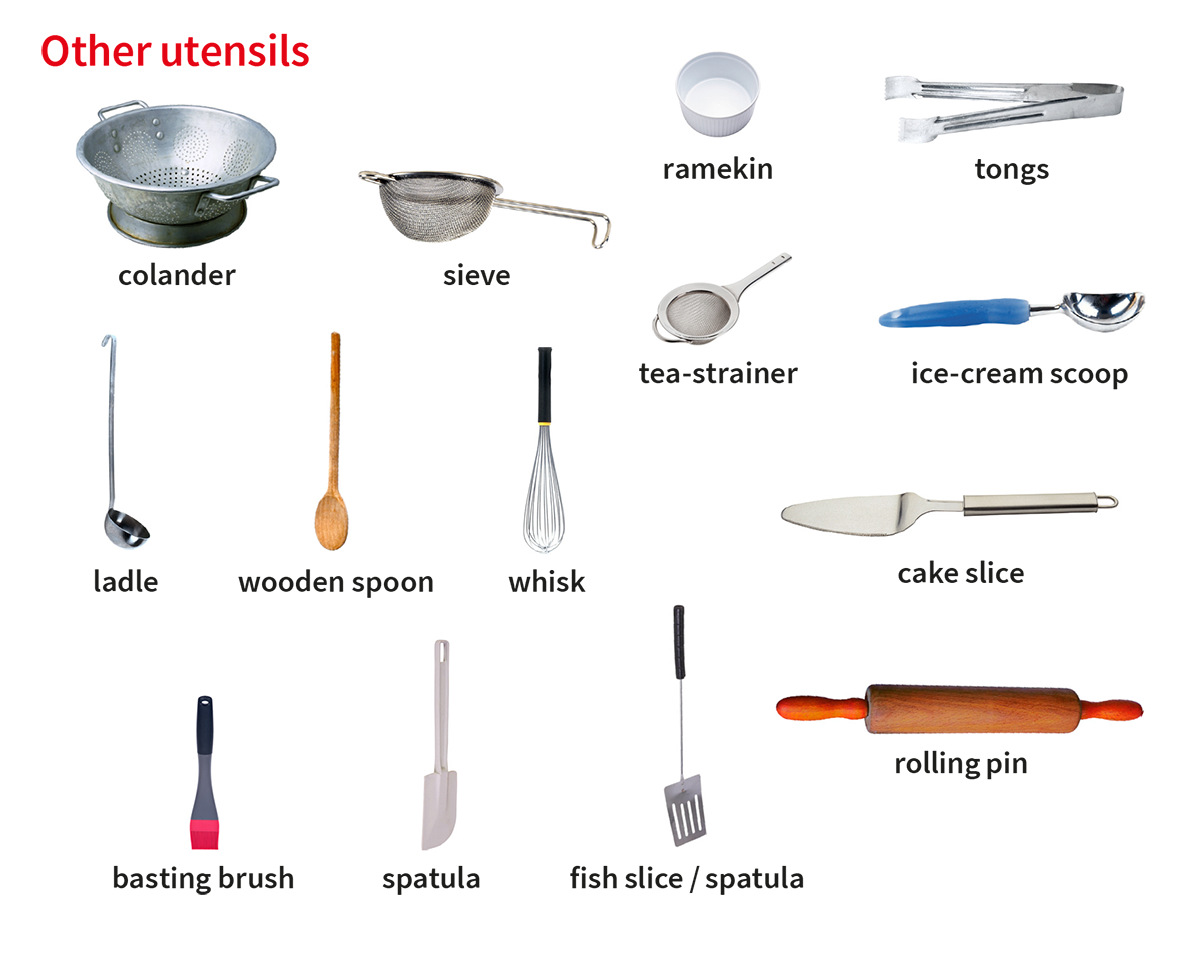 Other utensils
ramekin
tongs
colander
sieve
tea-strainer
ice-cream scoop
ladle
wooden spoon
whisk
cake slice
rolling pin
basting brush
spatula
fish slice / spatula